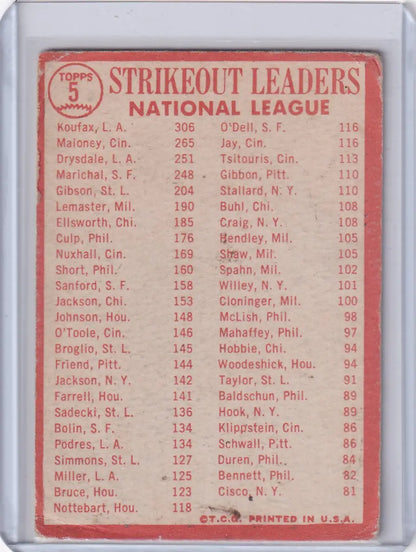 TOPPS
5
STRIKEOUT LEADERS
NATIONAL LEAGUE
Koufax, L. A. 306
Maloney, Cin. 265
Drysdale, L. A. 251
Marichal, S. F. 248
Gibson, St. L. 204
Lemaster, Mil. 190
Ellsworth, Chi. 185
Culp, Phil. 176
Nuxhall, Cin. 169
Short, Phil. 160
Sanford, S. F. 158
Jackson, Chi. 153
Johnson, Hou. 148
O'Toole, Cin. 146
Broglio, St. L. 145
Friend, Pitt. 144
Jackson, N. Y. 142
Farrell, Hou. 141
Sadecki, St. L. 136
Bolin, S. F. 134
Podres, L. A. 134
Simmons, St. L. 127
Miller, L. A. 125
Bruce, Hou. 123
Nottebart, Hou. 118
O'Dell, S. F. 116
Jay, Cin. 116
Tsitouris, Cin. 113
Gibbon, Pitt. 110
Stallard, N. Y. 110
Buhl, Chi. 108
Craig, N. Y. 108
Hendley, Mil. 105
Shaw, Mil. 105
Spahn, Mil. 102
Willey, N. Y. 101
Cloninger, Mil. 100
McLish, Phil. 98
Mahaffey, Phil. 97
Hobbie, Chi. 94
Woodeshick, Hou. 94
Taylor, St. L. 91
Baldschun, Phil. 89
Hook, N. Y. 89
Klippstein, Cin. 86
Schwall, Pitt. 86
Duren, Phil. 84
Bennett, Phil. 82
Cisco, N. Y. 81
©T.C.G. PRINTED IN U.S.A.